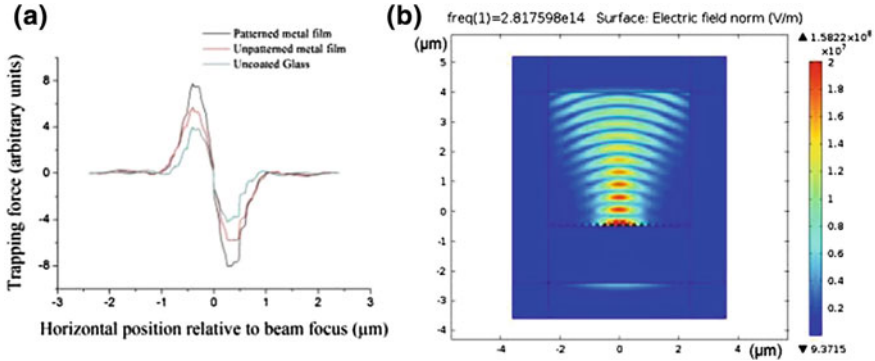 (a)
Patterned metal film
Unpatterned metal film
Uncoated Glass
8
4
0
-4
-8
-3 -2 -1 0 1 2 3
Trapping force (arbitrary units)
Horizontal position relative to beam focus (µm)
(b)
freq(1)=2.817598e14 Surface: Electric field norm (V/m)
(µm)
5
4
3
2
1
0
-1
-2
-3
-4
-4 -2 0 2 4
(µm)
▲ 1.5822×10⁸
×10⁷
2
1.8
1.6
1.4
1.2
1
0.8
0.6
0.4
0.2
▼ 9.3715